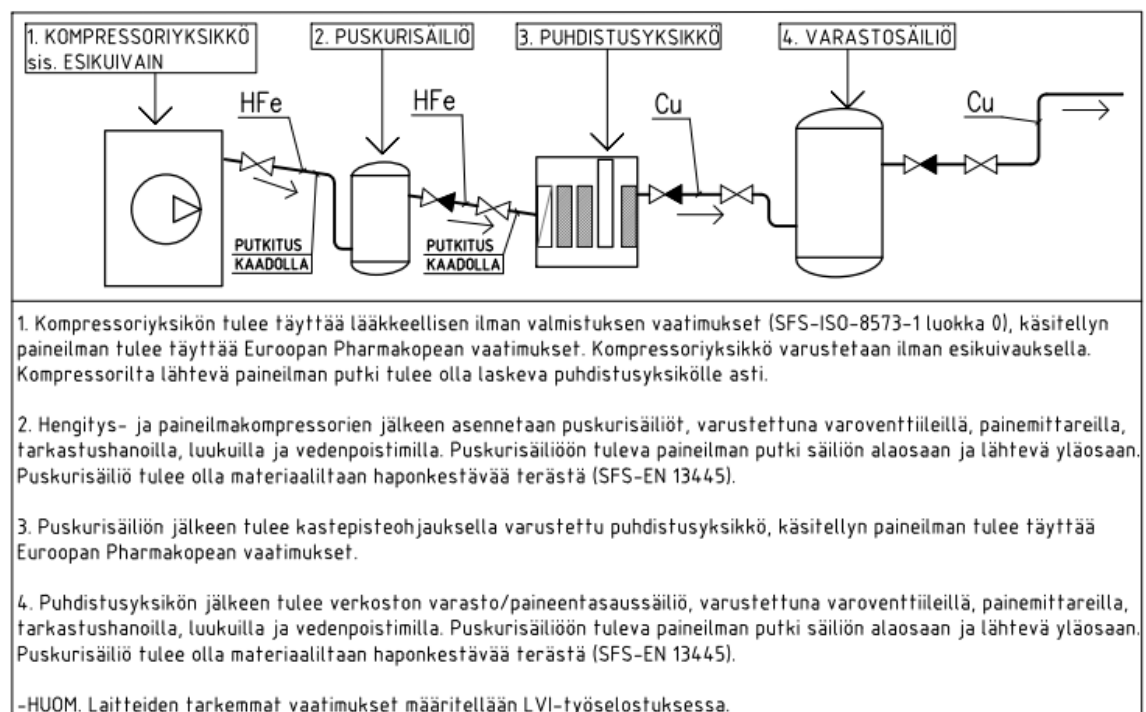 1. KOMPRESSORIYKSIKKÖ
sis. ESIKUIVAIN
2. PUSKURISÄILIÖ
3. PUHDISTUSYKSIKKÖ
4. VARASTOSÄILIÖ
HFe
HFe
Cu
Cu
PUTKITUS
KAADOLLA
PUTKITUS
KAADOLLA
1. Kompressoriyksikön tulee täyttää lääkkeellisen ilman valmistuksen vaatimukset (SFS-ISO-8573-1 luokka 0), käsitellyn
paineilman tulee täyttää Euroopan Pharmakopean vaatimukset. Kompressoriyksikkö varustetaan ilman esikuivauksella.
Kompressorilta lähtevä paineilman putki tulee olla laskeva puhdistusyksikölle asti.
2. Hengitys- ja paineilmakompressorien jälkeen asennetaan puskurisäiliöt, varustettuna varoventtiileillä, painemittareilla,
tarkastushanoilla, luukuilla ja vedenpoistimilla. Puskurisäiliöön tuleva paineilman putki säiliön alaosaan ja lähtevä yläosaan.
Puskurisäiliö tulee olla materiaaliltaan haponkestävää terästä (SFS-EN 13445).
3. Puskurisäiliön jälkeen tulee kastepisteohjauksella varustettu puhdistusyksikkö, käsitellyn paineilman tulee täyttää
Euroopan Pharmakopean vaatimukset.
4. Puhdistusyksikön jälkeen tulee verkoston varasto/paineentasaussäiliö, varustettuna varoventtiileillä, painemittareilla,
tarkastushanoilla, luukuilla ja vedenpoistimilla. Puskurisäiliöön tuleva paineilman putki säiliön alaosaan ja lähtevä yläosaan.
Puskurisäiliö tulee olla materiaaliltaan haponkestävää terästä (SFS-EN 13445).
-HUOM. Laitteiden tarkemmat vaatimukset määritellään LVI-työselostuksessa.